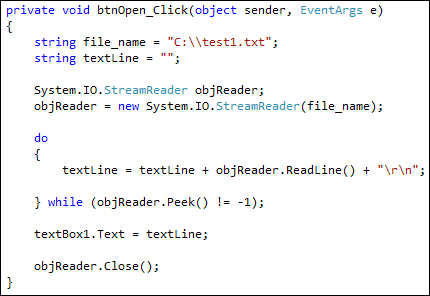 private void btnOpen_Click(object sender, EventArgs e)
{
    string file_name = "C:\\test1.txt";
    string textLine = "";

    System.IO.StreamReader objReader;
    objReader = new System.IO.StreamReader(file_name);

    do
    {
        textLine = textLine + objReader.ReadLine() + "\r\n";

    } while (objReader.Peek() != -1);

    textBox1.Text = textLine;

    objReader.Close();
}